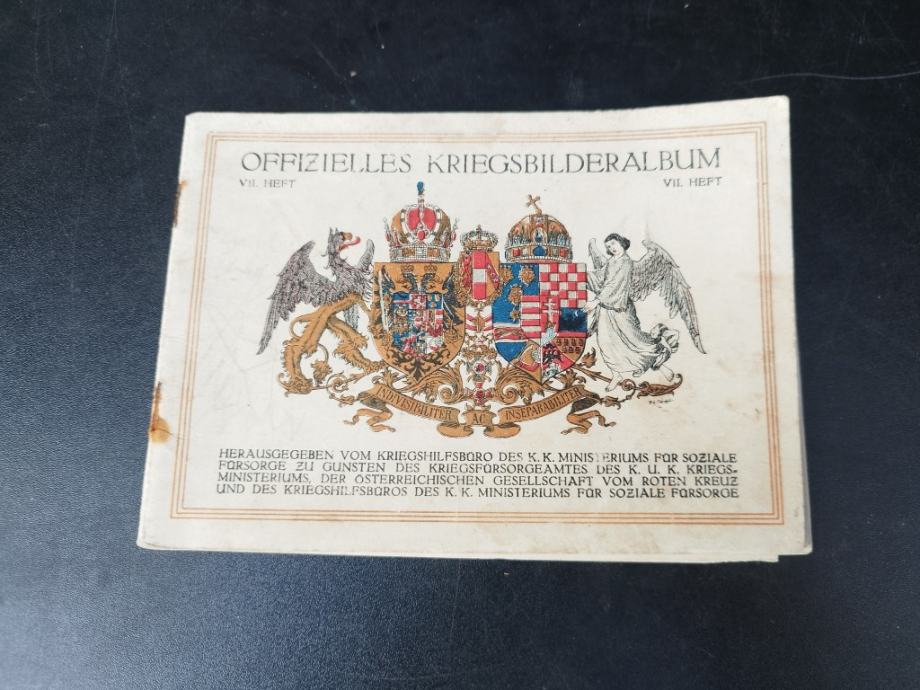 OFFIZIELLES KRIEGSBILDERALBUM
VII. HEFT VII. HEFT
INDIVISIBILITER AC INSEPARABILITER
HERAUSGEGEBEN VOM KRIEGSHILFSBÜRO DES K. K. MINISTERIUMS FÜR SOZIALE
FÜRSORGE ZU GUNSTEN DES KRIEGSFÜRSORGEAMTES DES K. U. K. KRIEGS-
MINISTERIUMS, DER ÖSTERREICHISCHEN GESELLSCHAFT VOM ROTEN KREUZ
UND DES KRIEGSHILFSBÜROS DES K. K. MINISTERIUMS FÜR SOZIALE FÜRSORGE